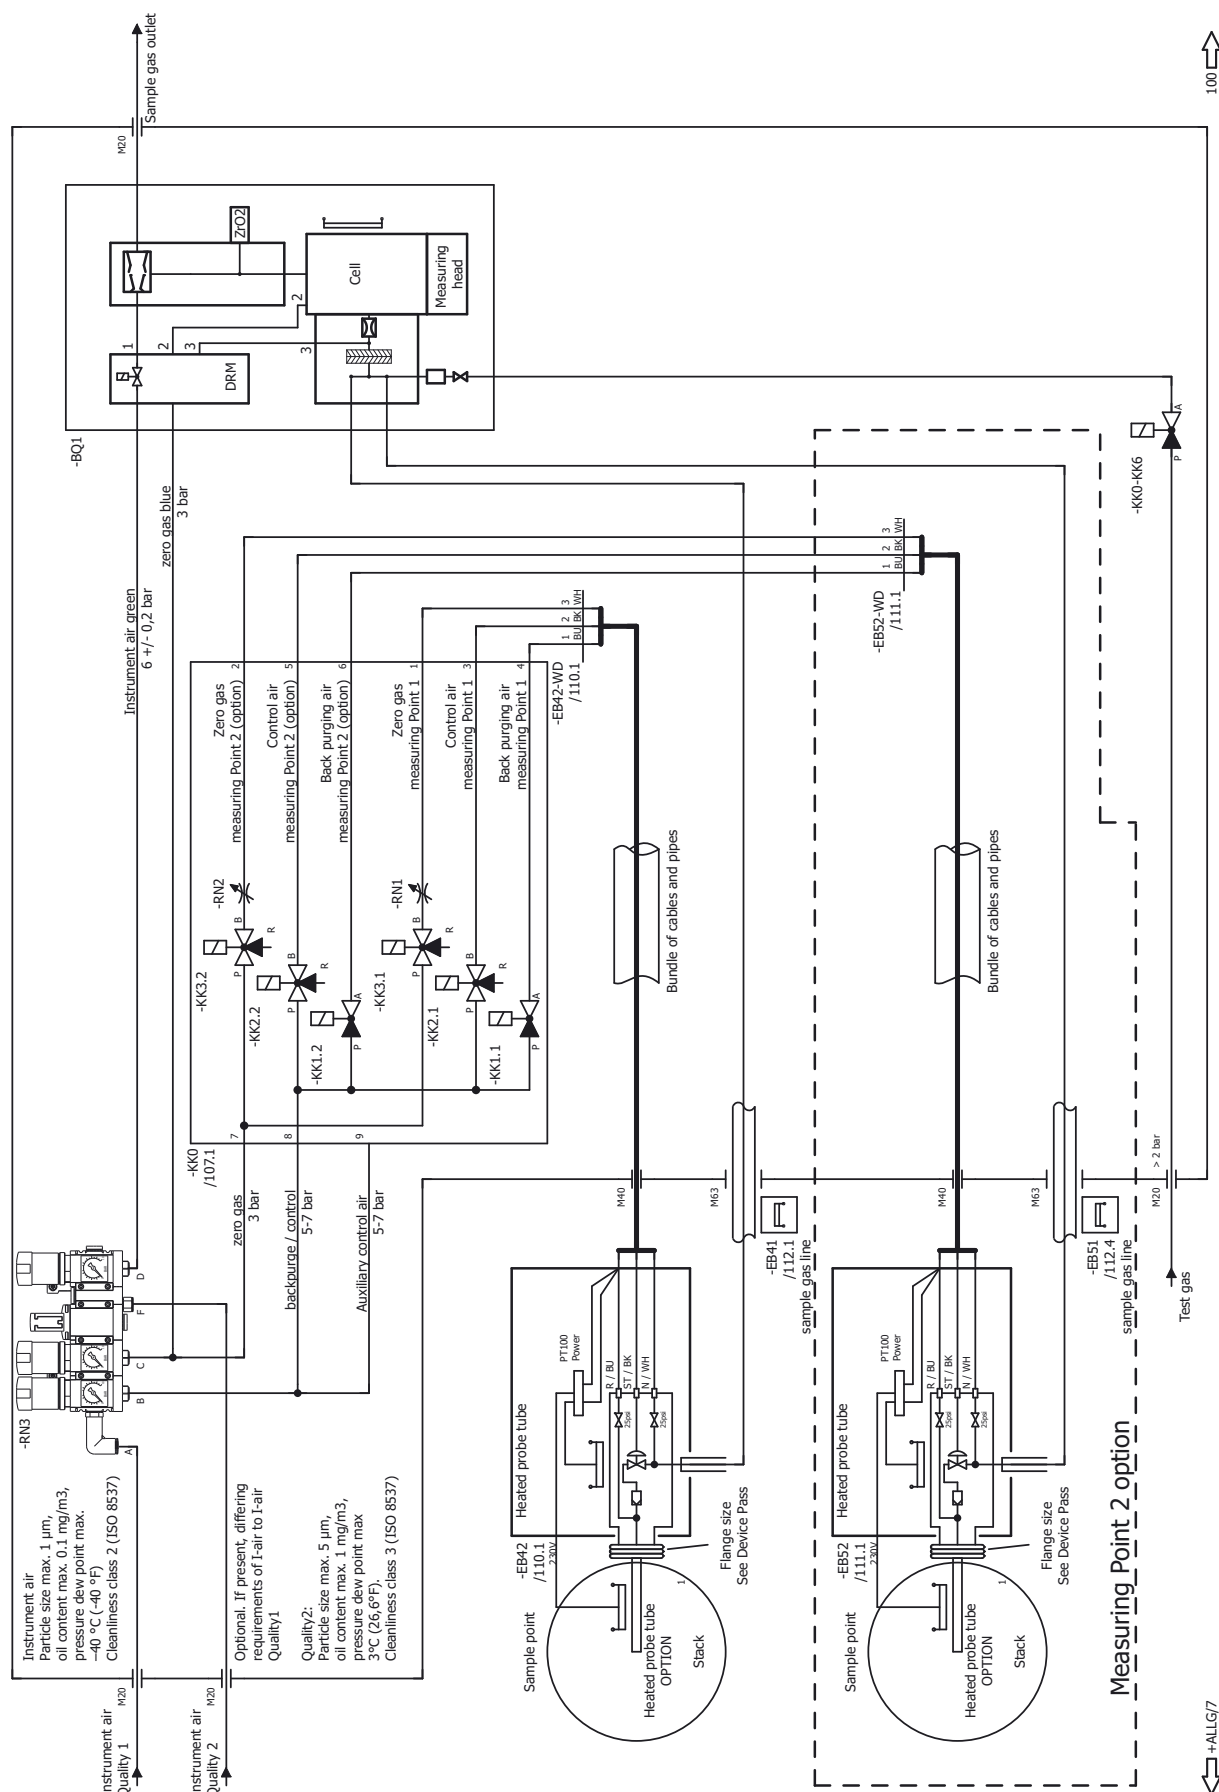 Sample gas outlet
M20
100
-BQ1
ZrO2
Cell
Measuring
head
DRM
1
2
3
2
3
Instrument air green
6 +/- 0,2 bar
zero gas blue
3 bar
-KK0-KK6
P
A
-EB42-WD
/110.1
1
2
3
BU
BK
WH
-EB52-WD
/111.1
1
2
3
BU
BK
WH
Zero gas
measuring Point 2 (option)
2
Control air
measuring Point 2 (option)
5
Back purging air
measuring Point 2 (option)
6
Zero gas
measuring Point 1
1
Control air
measuring Point 1
3
Back purging air
measuring Point 1
4
-RN2
-RN1
-KK3.2
P
B
R
-KK2.2
P
B
R
-KK1.2
P
A
-KK3.1
P
B
R
-KK2.1
P
B
R
-KK1.1
P
A
-KK0
/107.1
7
8
9
zero gas
3 bar
backpurge / control
5-7 bar
Auxiliary control air
5-7 bar
Bundle of cables and pipes
Bundle of cables and pipes
M40
M63
M40
M63
M20
> 2 bar
-EB41
/112.1
sample gas line
-EB51
/112.4
sample gas line
Test gas
-RN3
A
B
C
F
D
Instrument air
Particle size max. 1 µm,
oil content max. 0.1 mg/m3,
pressure dew point max.
–40 °C (-40 °F)
Cleanliness class 2 (ISO 8537)
Optional. If present, differing
requirements of I-air to I-air
Quality1
Quality2:
Particle size max. 5 µm,
oil content max. 1 mg/m3,
pressure dew point max
3°C (26,6°F).
Cleanliness class 3 (ISO 8537)
M20
M20
Quality 1
Quality 2
Heated probe tube
PT100
Power
R / BU
ST / BK
N / WH
25psi
25psi
-EB42
/110.1
230V
Flange size
See Device Pass
Sample point
1
Heated probe tube
OPTION
Stack
Heated probe tube
PT100
Power
R / BU
ST / BK
N / WH
25psi
25psi
-EB52
/111.1
230V
Flange size
See Device Pass
Sample point
1
Heated probe tube
OPTION
Stack
Measuring Point 2 option
+ALLG/7